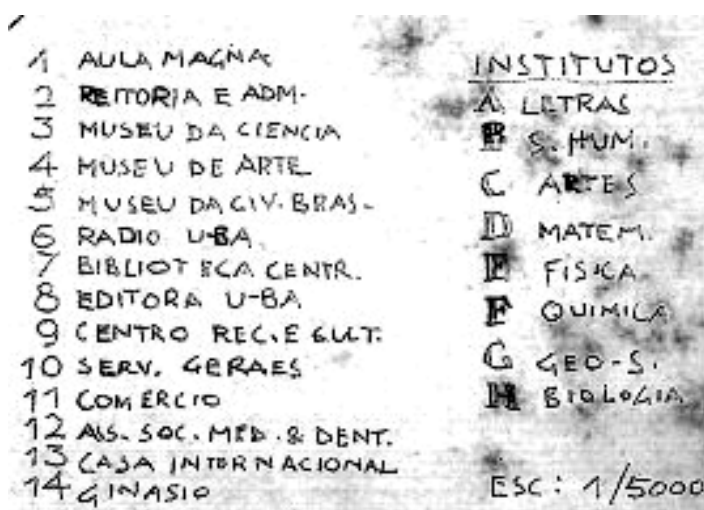 1 AULA MAGNA
2 REITORIA E ADM.
3 MUSEU DA CIENCIA
4 MUSEU DE ARTE
5 MUSEU DA CIV. BRAS.
6 RADIO U-BA
7 BIBLIOTECA CENTR.
8 EDITORA U-BA
9 CENTRO REC. E CULT.
10 SERV. GERAES
11 COMERCIO
12 ASS. SOC. MED. & DENT.
13 CASA INTERNACIONAL
14 GINASIO
INSTITUTOS
A LETRAS
B S. HUM.
C ARTES
D MATEM.
E FISICA
F QUIMICA
G GEO-S.
H BIOLOGIA
ESC: 1/5000